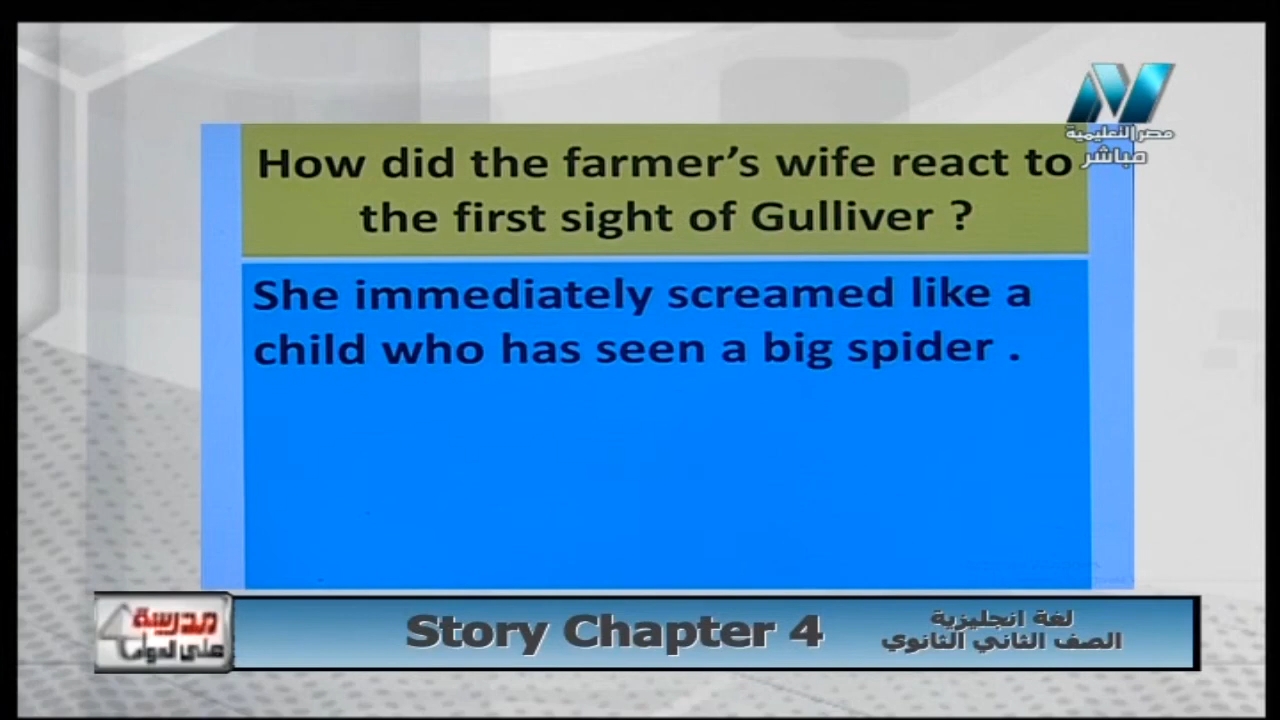 مصر التعليمية
مباشر
How did the farmer's wife react to
the first sight of Gulliver ?
She immediately screamed like a
child who has seen a big spider .
مدرسة
على الهواء
Story Chapter 4
لغة انجليزية
الصف الثاني الثانوي